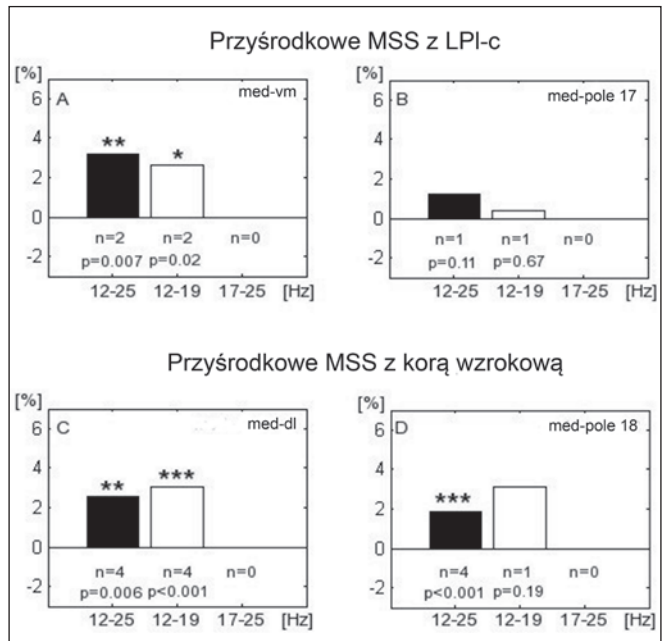 Przyśrodkowe MSS z LPl-c
[%]
6
4
2
0
-2
A
med-vm
**
*
n=2 n=2 n=0
p=0.007 p=0.02
12-25 12-19 17-25 [Hz]
[%]
6
4
2
0
-2
B
med-pole 17
n=1 n=1 n=0
p=0.11 p=0.67
12-25 12-19 17-25 [Hz]
Przyśrodkowe MSS z korą wzrokową
[%]
6
4
2
0
-2
C
med-dl
**
***
n=4 n=4 n=0
p=0.006 p<0.001
12-25 12-19 17-25 [Hz]
[%]
6
4
2
0
-2
D
med-pole 18
***
n=4 n=1 n=0
p<0.001 p=0.19
12-25 12-19 17-25 [Hz]